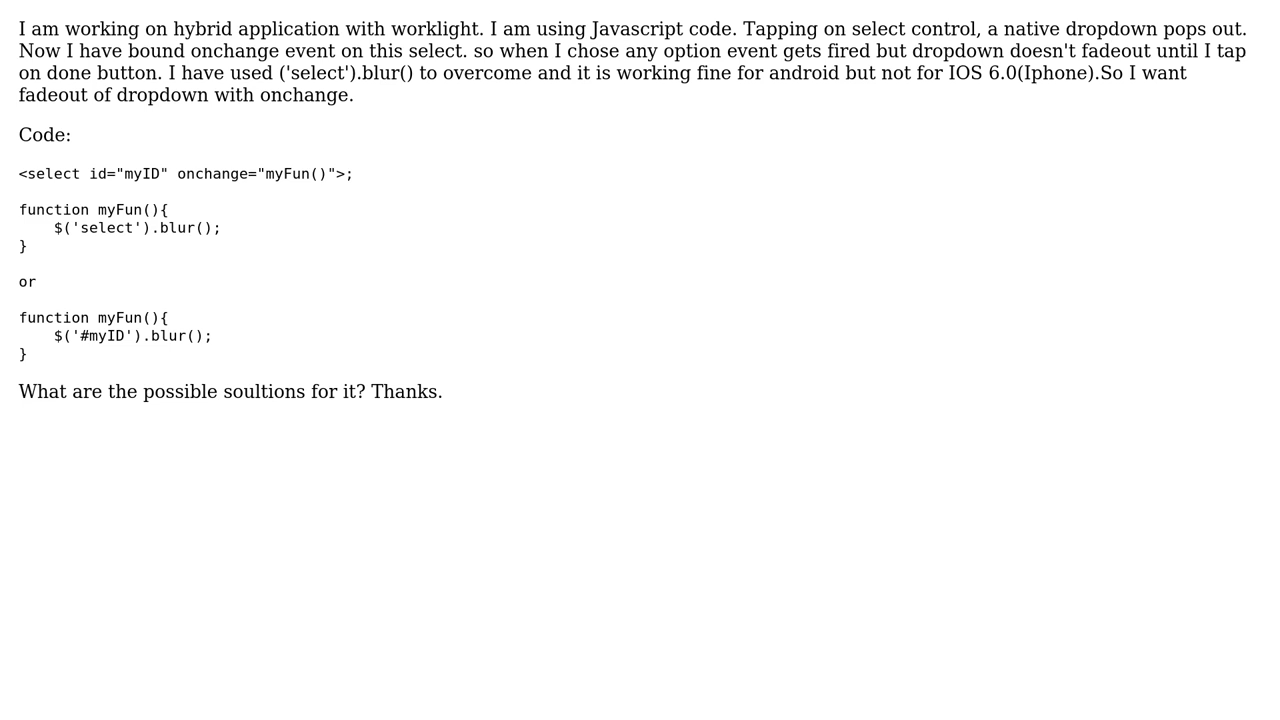 I am working on hybrid application with worklight. I am using Javascript code. Tapping on select control, a native dropdown pops out.
Now I have bound onchange event on this select. so when I chose any option event gets fired but dropdown doesn't fadeout until I tap
on done button. I have used ('select').blur() to overcome and it is working fine for android but not for IOS 6.0(Iphone).So I want
fadeout of dropdown with onchange.
Code:
<select id="myID" onchange="myFun()">;
function myFun(){
    $('select').blur();
}
or
function myFun(){
    $('#myID').blur();
}
What are the possible soultions for it? Thanks.